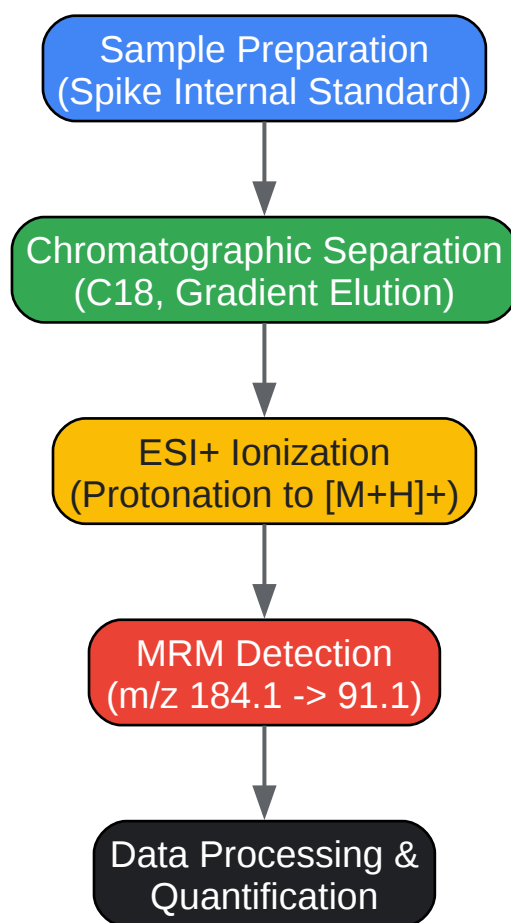 Sample Preparation
(Spike Internal Standard)
Chromatographic Separation
(C18, Gradient Elution)
ESI+ Ionization
(Protonation to [M+H]+)
MRM Detection
(m/z 184.1 -> 91.1)
Data Processing &
Quantification